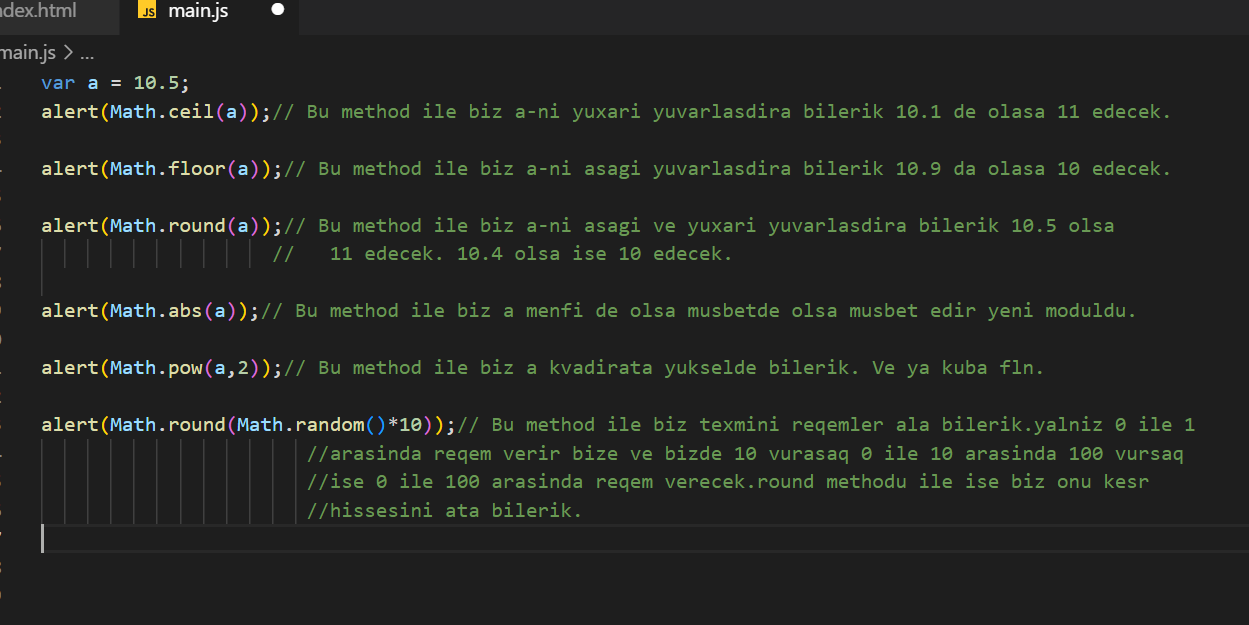 dex.html JS main.js
main.js > ...
var a = 10.5;
alert(Math.ceil(a));// Bu method ile biz a-ni yuxari yuvarlasdira bilerik 10.1 de olasa 11 edecek.
alert(Math.floor(a));// Bu method ile biz a-ni asagi yuvarlasdira bilerik 10.9 da olasa 10 edecek.
alert(Math.round(a));// Bu method ile biz a-ni asagi ve yuxari yuvarlasdira bilerik 10.5 olsa
// 11 edecek. 10.4 olsa ise 10 edecek.
alert(Math.abs(a));// Bu method ile biz a menfi de olsa musbetde olsa musbet edir yeni moduldu.
alert(Math.pow(a,2));// Bu method ile biz a kvadirata yukselde bilerik. Ve ya kuba fln.
alert(Math.round(Math.random()*10));// Bu method ile biz texmini reqemler ala bilerik.yalniz 0 ile 1
//arasinda reqem verir bize ve bizde 10 vurasaq 0 ile 10 arasinda 100 vursaq
//ise 0 ile 100 arasinda reqem verecek.round methodu ile ise biz onu kesr
//hissesini ata bilerik.